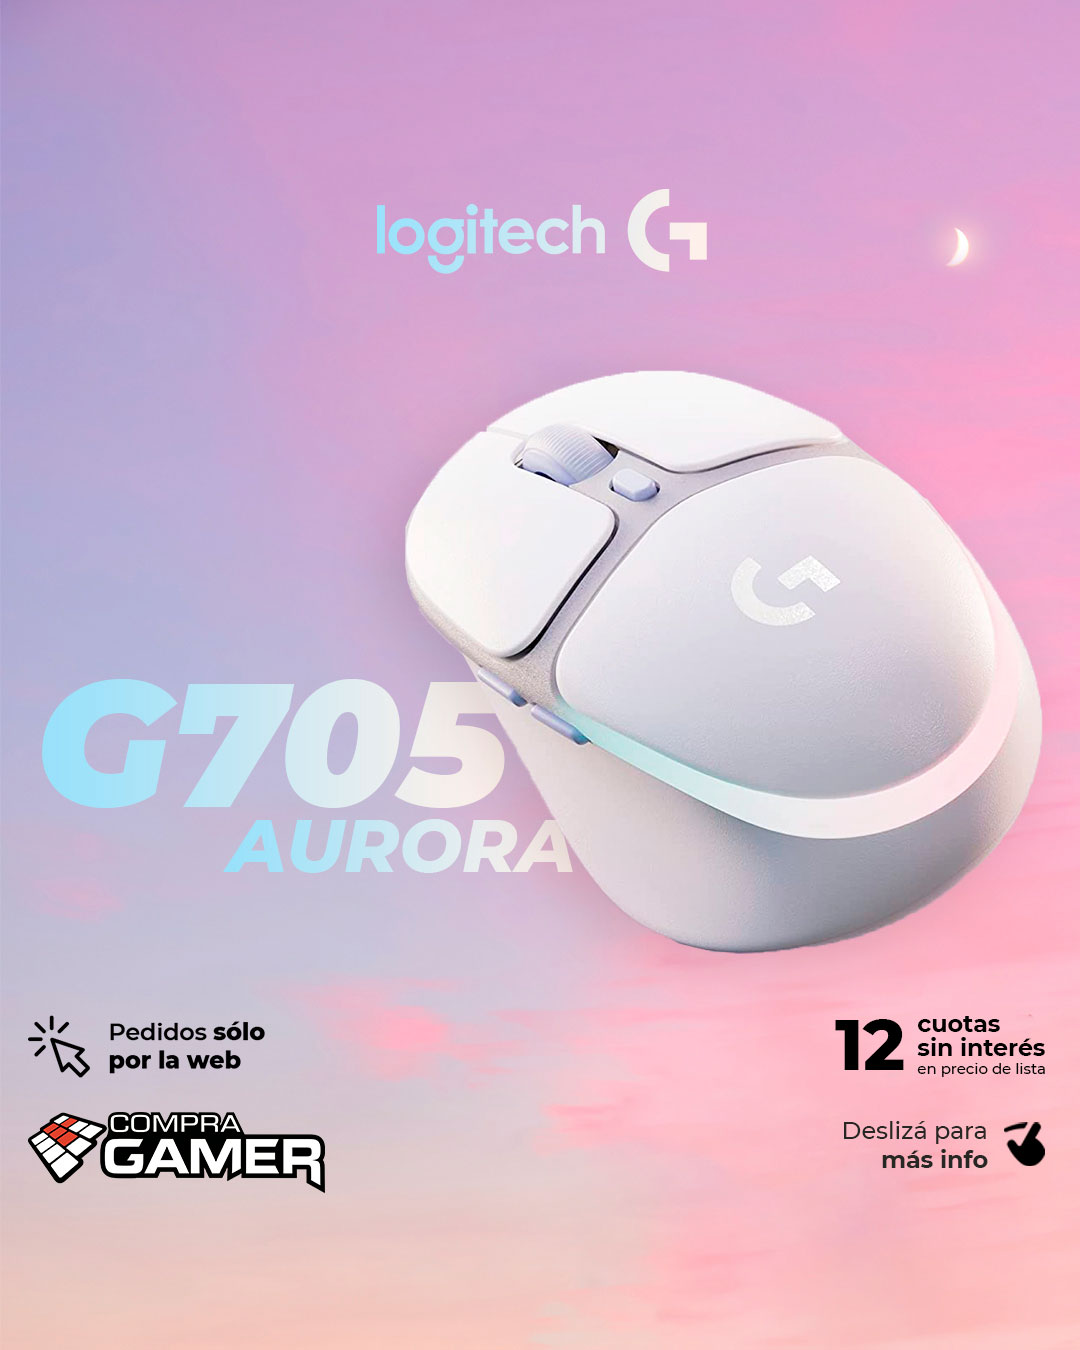 logitech G
G705
AURORA
Pedidos sólo
por la web
COMPRA
GAMER
12 cuotas
sin interés
en precio de lista
Deslizá para
más info